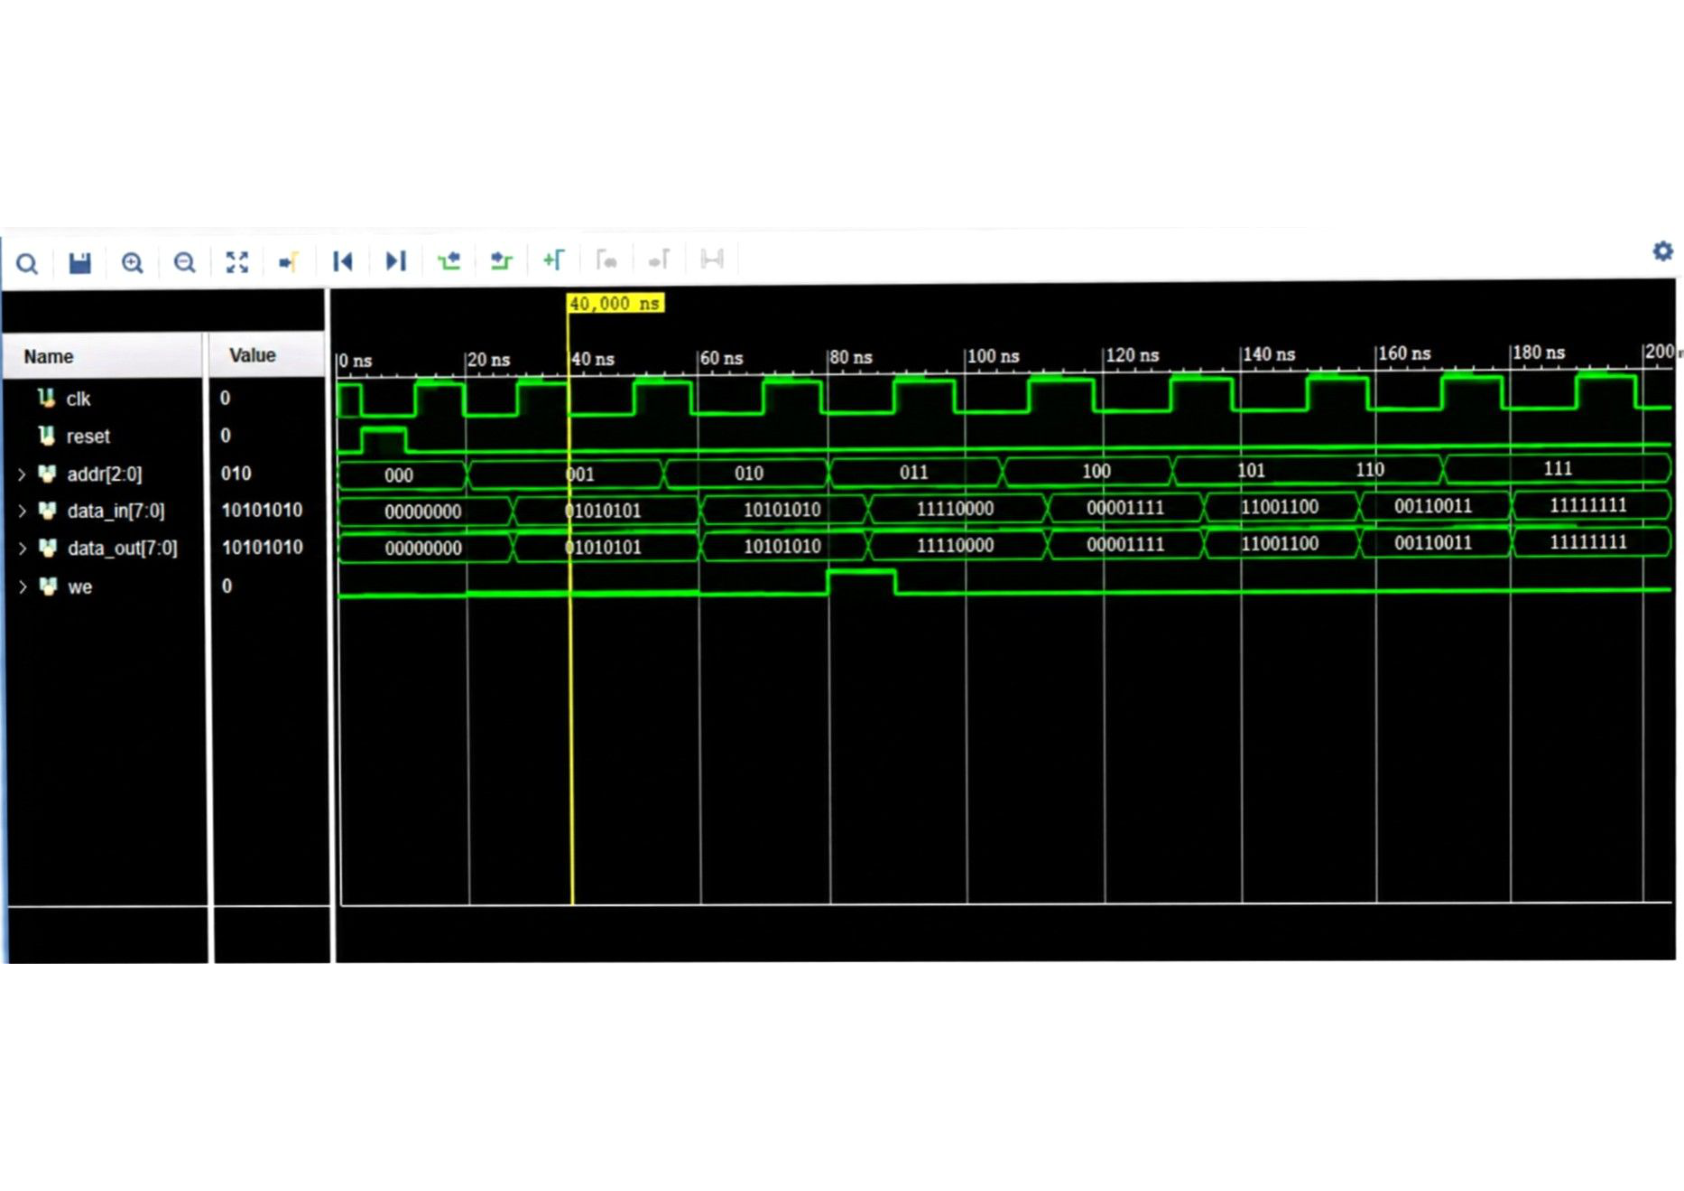 40,000 ns
Name Value
0 ns 20 ns 40 ns 60 ns 80 ns 100 ns 120 ns 140 ns 160 ns 180 ns 200
clk 0
reset 0
addr[2:0] 010 000 001 010 011 100 101 110 111
data_in[7:0] 10101010 00000000 01010101 10101010 11110000 00001111 11001100 00110011 11111111
data_out[7:0] 10101010 00000000 01010101 10101010 11110000 00001111 11001100 00110011 11111111
we 0